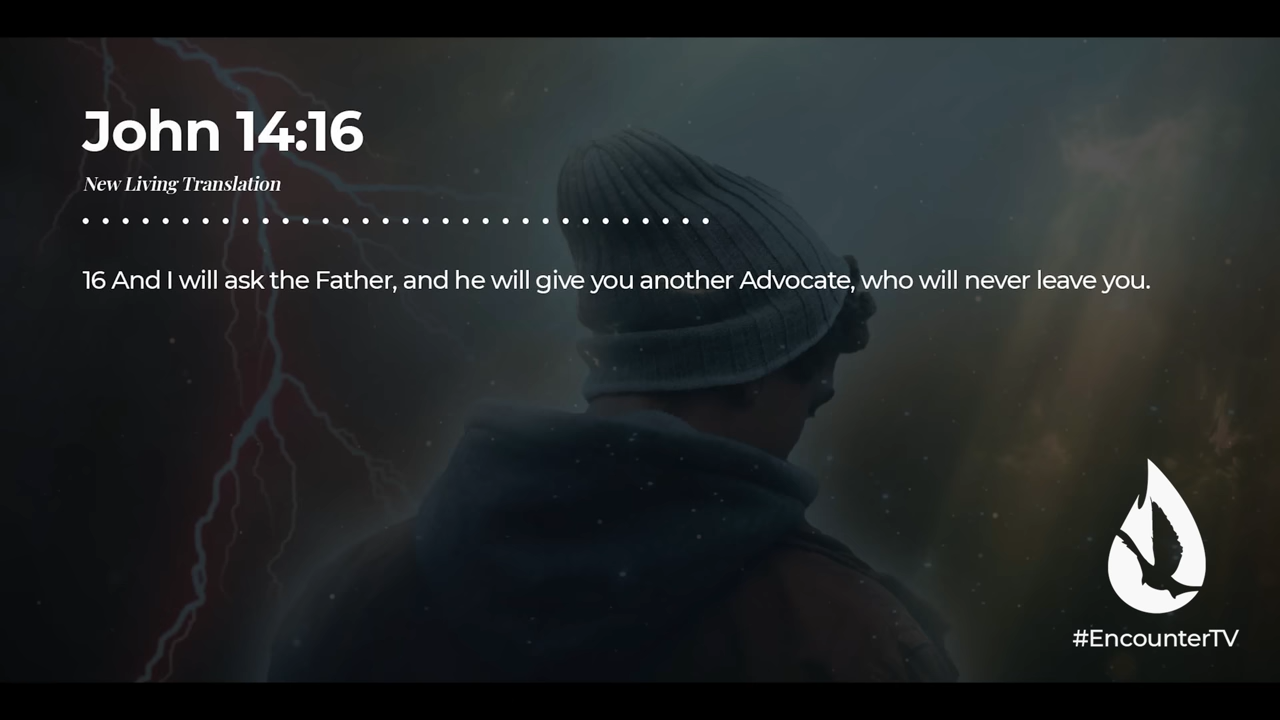 John 14:16
New Living Translation
16 And I will ask the Father, and he will give you another Advocate, who will never leave you.
#EncounterTV